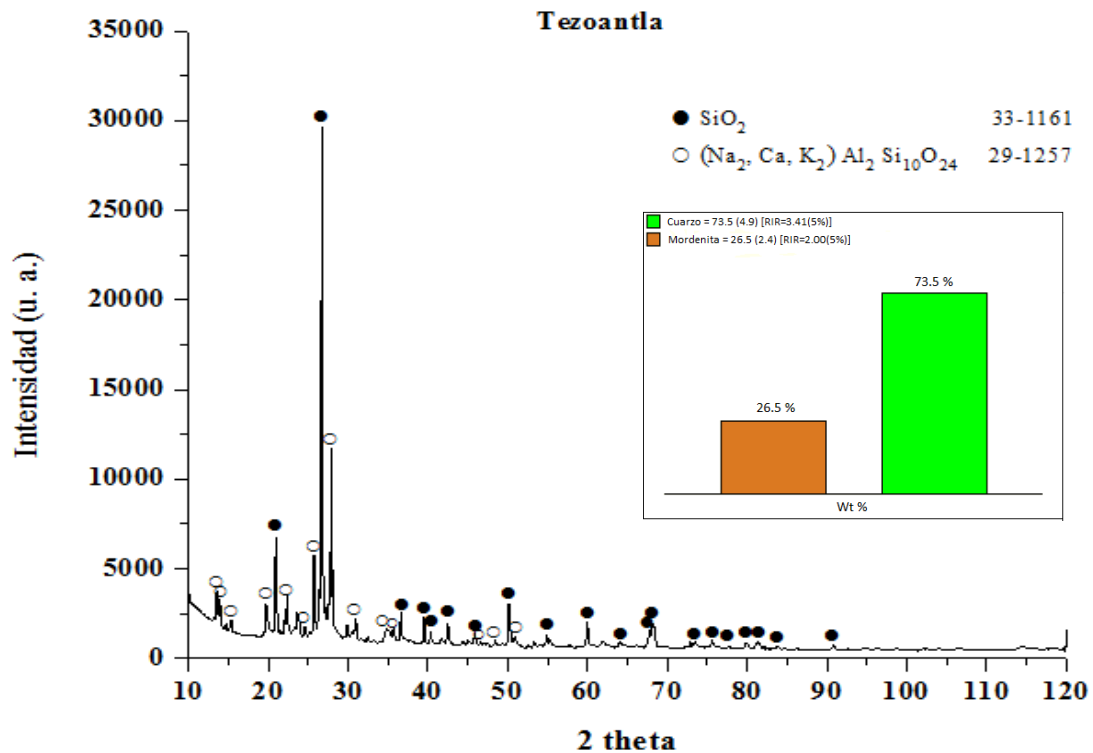 Tezoantla
35000
30000
25000
20000
15000
10000
5000
0
Intensidad (u. a.)
● SiO₂ 33-1161
○ (Na₂, Ca, K₂) Al₂ Si₁₀O₂₄ 29-1257
Cuarzo = 73.5 (4.9) [RIR=3.41(5%)]
Mordenita = 26.5 (2.4) [RIR=2.00(5%)]
73.5 %
26.5 %
Wt %
10 20 30 40 50 60 70 80 90 100 110 120
2 theta